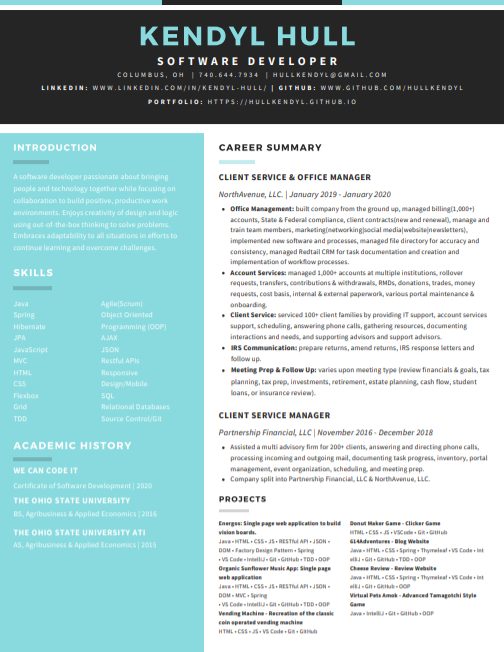 KENDYL HULL
SOFTWARE DEVELOPER
COLUMBUS, OH | 740.644.7934 | HULLKENDYL@GMAIL.COM
LINKEDIN: WWW.LINKEDIN.COM/IN/KENDYL-HULL/ | GITHUB: WWW.GITHUB.COM/HULLKENDYL
PORTFOLIO: HTTPS://HULLKENDYL.GITHUB.IO
INTRODUCTION
A software developer passionate about bringing
people and technology together while focusing on
collaboration to build positive, productive work
environments. Enjoys creativity of design and logic
using out-of-the-box thinking to solve problems.
Embraces adaptability to all situations in efforts to
continue learning and overcome challenges.
SKILLS
Java Agile(Scrum)
Spring Object Oriented
Hibernate Programming (OOP)
JPA AJAX
JavaScript JSON
MVC Restful APIs
HTML Responsive
CSS Design/Mobile
Flexbox SQL
Grid Relational Databases
TDD Source Control/Git
ACADEMIC HISTORY
WE CAN CODE IT
Certificate of Software Development | 2020
THE OHIO STATE UNIVERSITY
BS, Agribusiness & Applied Economics | 2016
THE OHIO STATE UNIVERSITY ATI
AS, Agribusiness & Applied Economics | 2015
CAREER SUMMARY
CLIENT SERVICE & OFFICE MANAGER
NorthAvenue, LLC. | January 2019 - January 2020
• Office Management: built company from the ground up, managed billing(1,000+)
accounts, State & Federal compliance, client contracts(new and renewal), manage and
train team members, marketing(networking|social media|website|newsletters),
implemented new software and processes, managed file directory for accuracy and
consistency, managed Redtail CRM for task documentation and creation and
implementation of workflow processes.
• Account Services: managed 1,000+ accounts at multiple institutions, rollover
requests, transfers, contributions & withdrawals, RMDs, donations, trades, money
requests, cost basis, internal & external paperwork, various portal maintenance &
onboarding.
• Client Service: serviced 100+ client families by providing IT support, account services
support, scheduling, answering phone calls, gathering resources, documenting
interactions and needs, and supporting advisors and support advisors.
• IRS Communication: prepare returns, amend returns, IRS response letters and
follow up.
• Meeting Prep & Follow Up: varies upon meeting type (review financials & goals, tax
planning, tax prep, investments, retirement, estate planning, cash flow, student
loans, or insurance review).
CLIENT SERVICE MANAGER
Partnership Financial, LLC | November 2016 - December 2018
• Assisted a multi advisory firm for 200+ clients, answering and directing phone calls,
processing incoming and outgoing mail, documenting task progress, inventory, portal
management, event organization, scheduling, and meeting prep.
• Company split into Partnership Financial, LLC & NorthAvenue, LLC.
PROJECTS
Energos: Single page web application to build
vision boards.
Java • HTML • CSS • JS • RESTful API • JSON •
DOM • Factory Design Pattern • Spring
• VS Code • IntelliJ • Git • GitHub • TDD • OOP
Organic Sunflower Music App: Single page
web application
Java • HTML • CSS • JS • RESTful API • JSON •
DOM • MVC • Spring
• VS Code • IntelliJ • Git • GitHub • TDD • OOP
Vending Machine - Recreation of the classic
coin operated vending machine
HTML • CSS • JS • VS Code • Git • GitHub
Donut Maker Game - Clicker Game
HTML • CSS • JS • VSCode • Git • GitHub
614Adventures - Blog Website
Java • HTML • CSS • Spring • Thymeleaf • VS Code • Int
elliJ • Git • GitHub • TDD • OOP
Cheese Review - Review Website
Java • HTML • CSS • Spring • Thymeleaf • VS Code • Int
elliJ • Git • GitHub • TDD • OOP
Virtual Pets Amok - Advanced Tamagotchi Style
Game
Java • IntelliJ • Git • GitHub • TDD • OOP